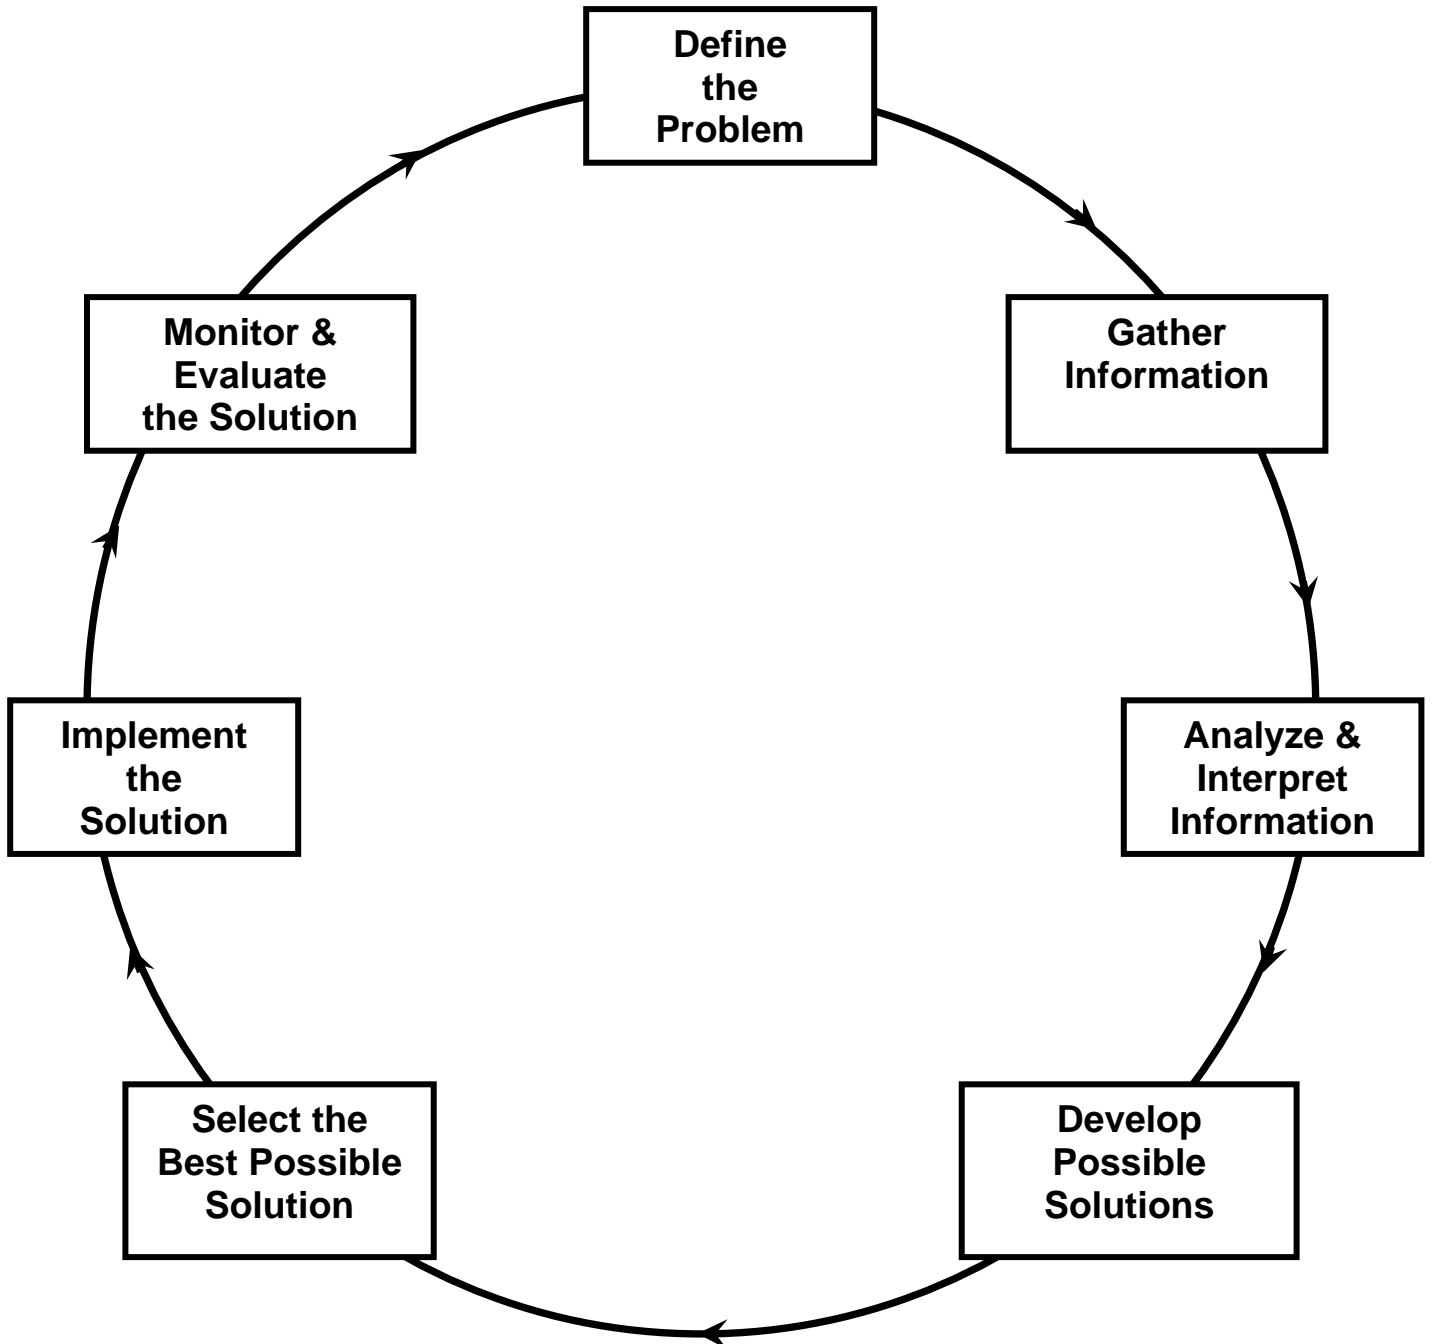 Define
the
Problem
Gather
Information
Analyze &
Interpret
Information
Develop
Possible
Solutions
Select the
Best Possible
Solution
Implement
the
Solution
Monitor &
Evaluate
the Solution